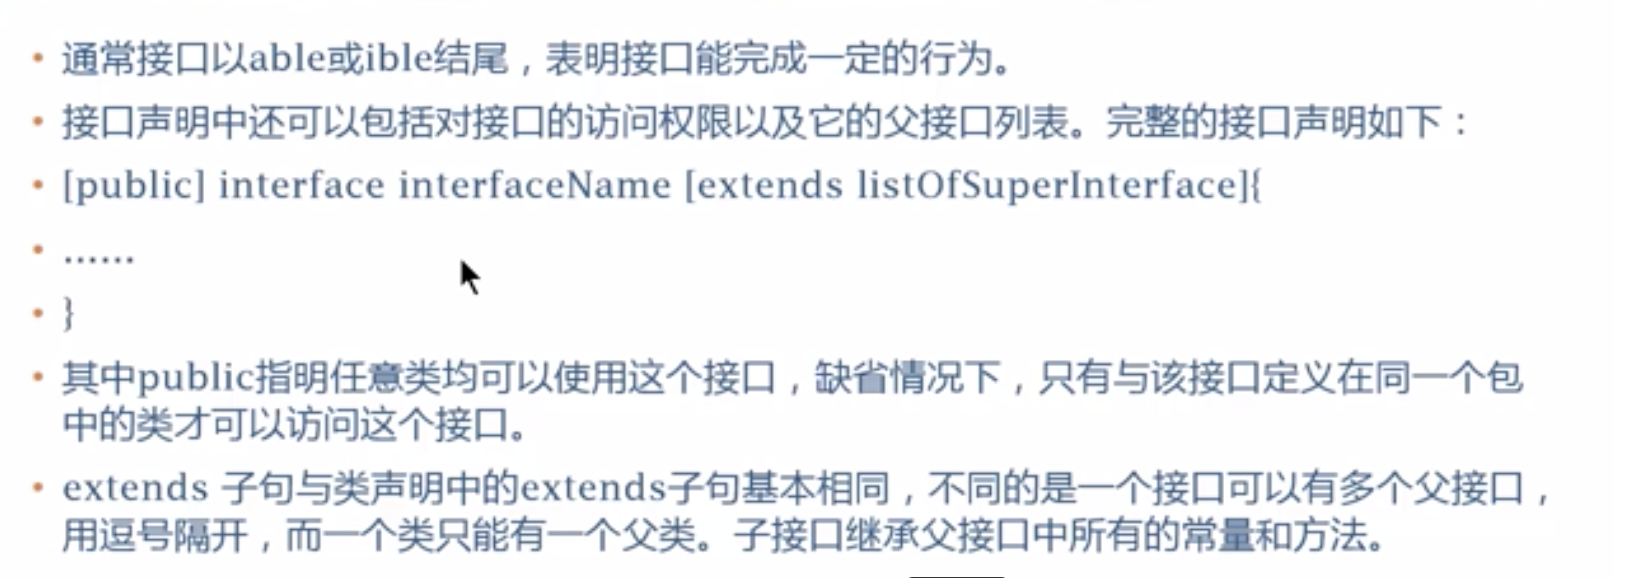 • 通常接口以able或ible结尾，表明接口能完成一定的行为。
• 接口声明中还可以包括对接口的访问权限以及它的父接口列表。完整的接口声明如下：
• [public] interface interfaceName [extends listOfSuperInterface]{
• ……
• }
• 其中public指明任意类均可以使用这个接口，缺省情况下，只有与该接口定义在同一个包
中的类才可以访问这个接口。
• extends 子句与类声明中的extends子句基本相同，不同的是一个接口可以有多个父接口，
用逗号隔开，而一个类只能有一个父类。子接口继承父接口中所有的常量和方法。